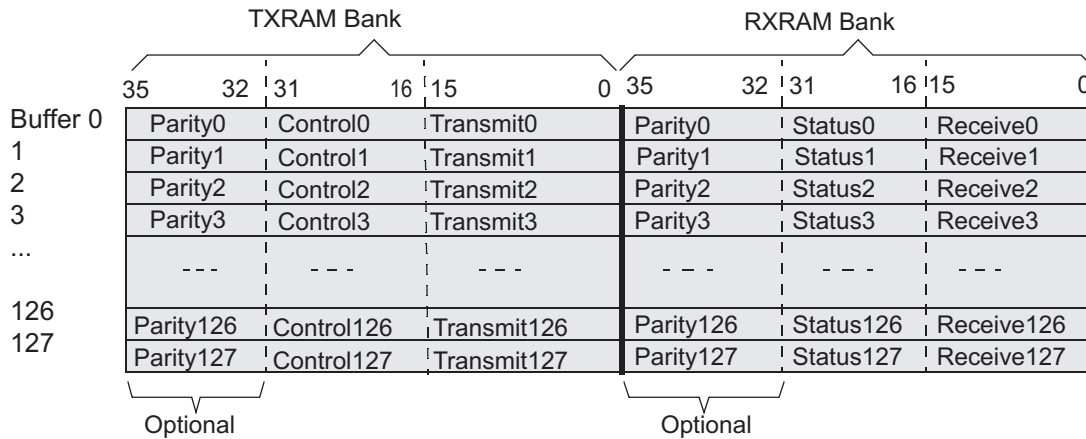 TXRAM Bank RXRAM Bank
35 32 31 16 15 0 35 32 31 16 15 0
Buffer 0 Parity0 Control0 Transmit0 Parity0 Status0 Receive0
1 Parity1 Control1 Transmit1 Parity1 Status1 Receive1
2 Parity2 Control2 Transmit2 Parity2 Status2 Receive2
3 Parity3 Control3 Transmit3 Parity3 Status3 Receive3
...
126 Parity126 Control126 Transmit126 Parity126 Status126 Receive126
127 Parity127 Control127 Transmit127 Parity127 Status127 Receive127
Optional Optional